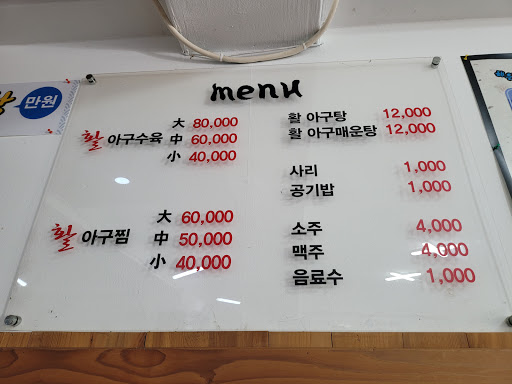 menu
활 아구수육
大 80,000
中 60,000
小 40,000
활 아구찜
大 60,000
中 50,000
小 40,000
활 아구탕 12,000
활 아구매운탕 12,000
사리 1,000
공기밥 1,000
소주 4,000
맥주 4,000
음료수 1,000
만원